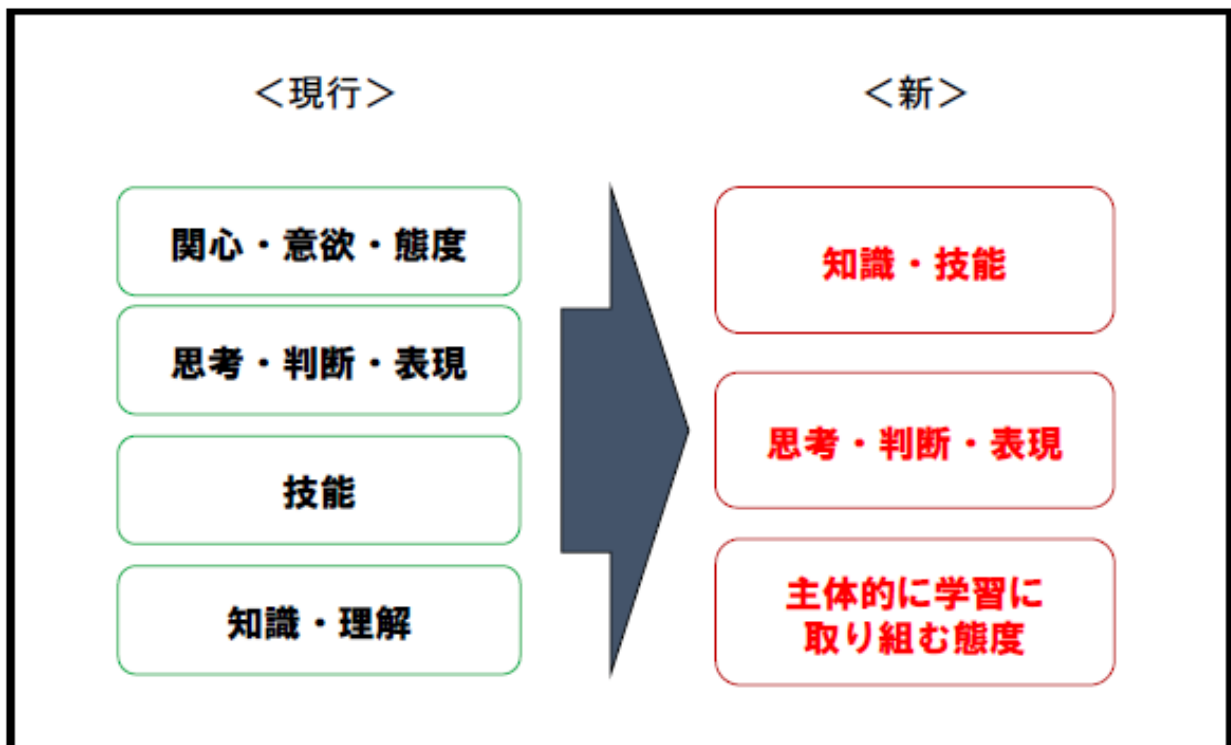 ＜現行＞
関心・意欲・態度
思考・判断・表現
技能
知識・理解
＜新＞
知識・技能
思考・判断・表現
主体的に学習に
取り組む態度